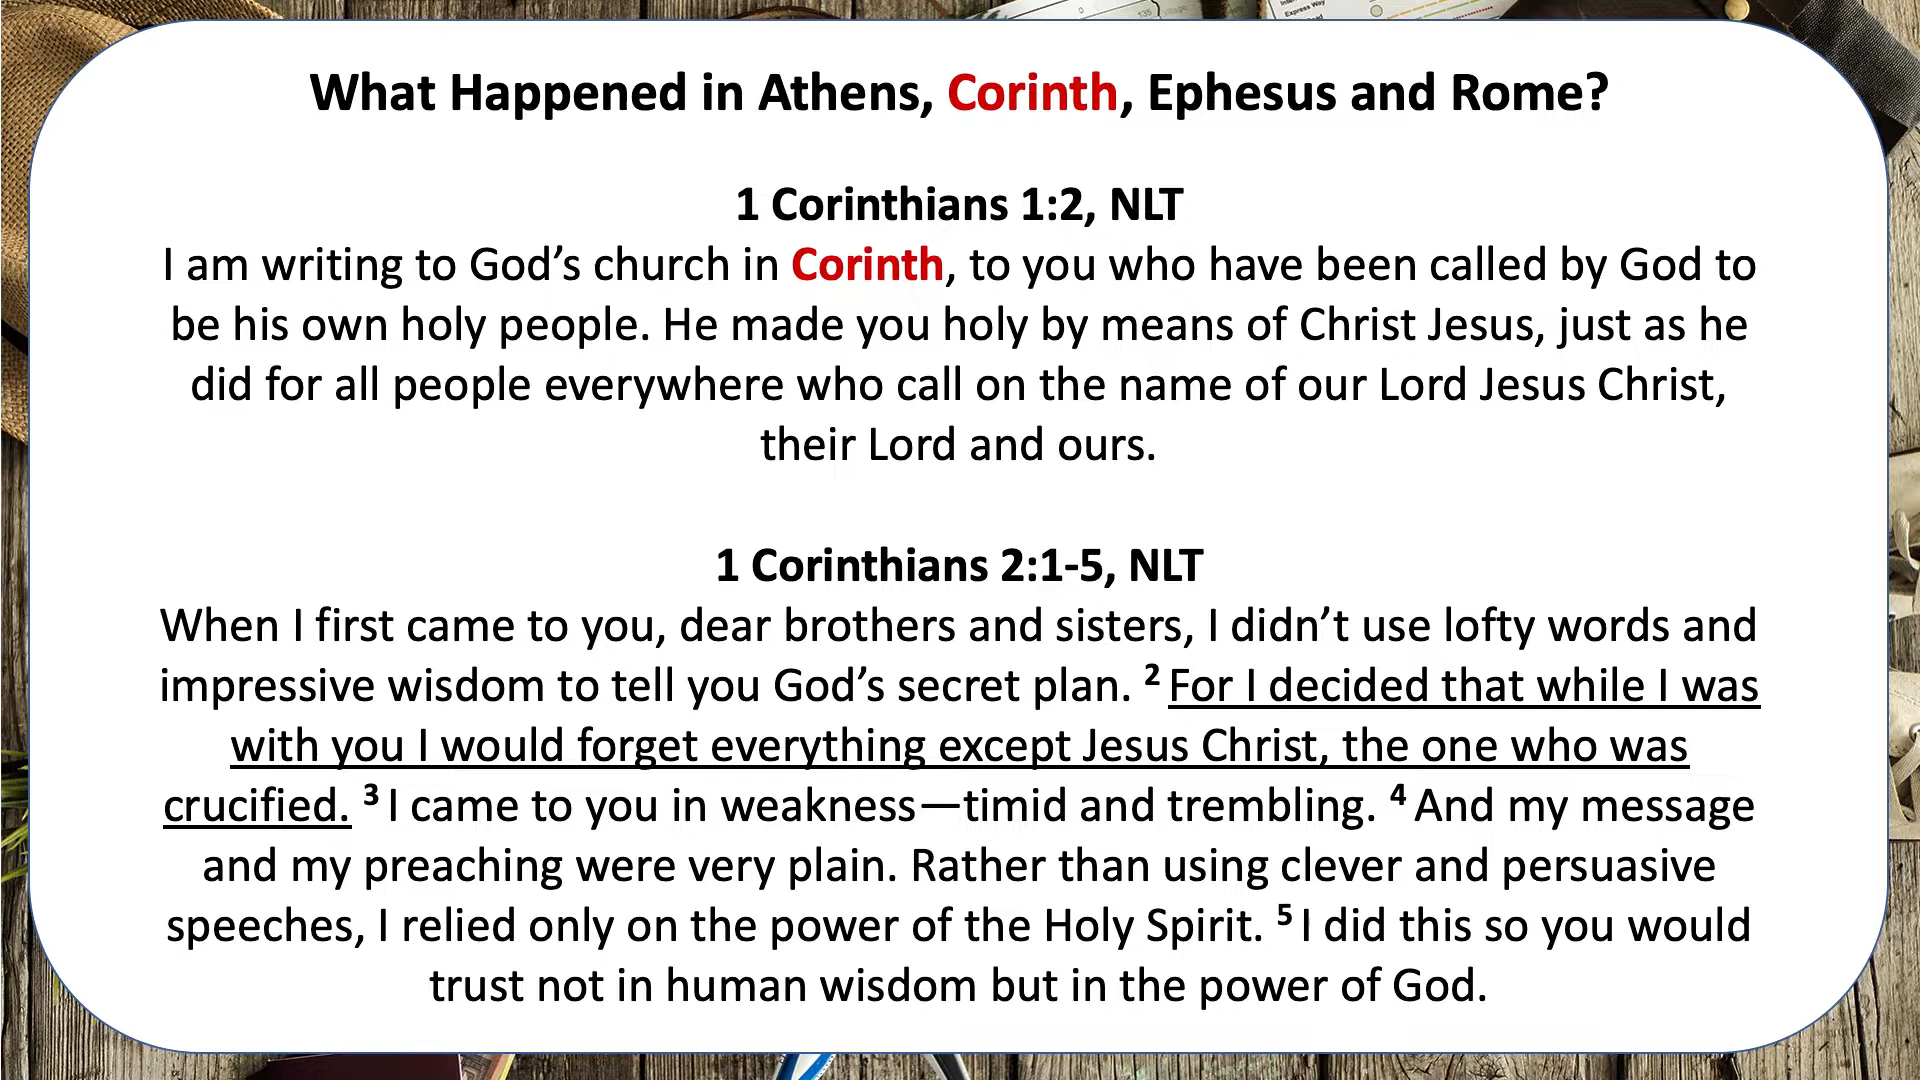 135
village
Express Way
What Happened in Athens, Corinth, Ephesus and Rome?
1 Corinthians 1:2, NLT
I am writing to God’s church in Corinth, to you who have been called by God to
be his own holy people. He made you holy by means of Christ Jesus, just as he
did for all people everywhere who call on the name of our Lord Jesus Christ,
their Lord and ours.
1 Corinthians 2:1-5, NLT
When I first came to you, dear brothers and sisters, I didn’t use lofty words and
impressive wisdom to tell you God’s secret plan. ² For I decided that while I was
with you I would forget everything except Jesus Christ, the one who was
crucified. ³ I came to you in weakness—timid and trembling. ⁴ And my message
and my preaching were very plain. Rather than using clever and persuasive
speeches, I relied only on the power of the Holy Spirit. ⁵ I did this so you would
trust not in human wisdom but in the power of God.